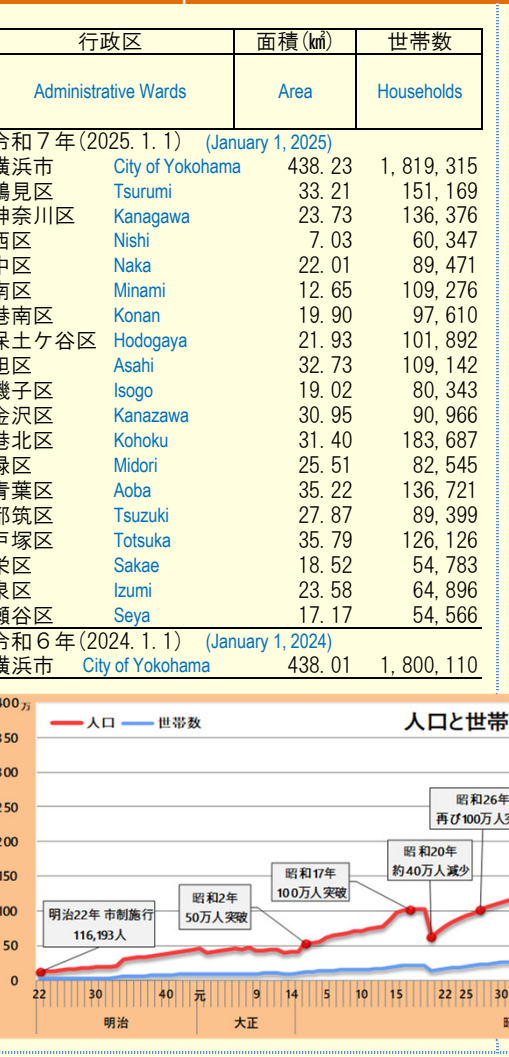 行政区 面積(㎢) 世帯数
Administrative Wards Area Households
令和7年(2025.1.1) (January 1, 2025)
横浜市 City of Yokohama 438.23 1,819,315
鶴見区 Tsurumi 33.21 151,169
神奈川区 Kanagawa 23.73 136,376
西区 Nishi 7.03 60,347
中区 Naka 22.01 89,471
南区 Minami 12.65 109,276
港南区 Konan 19.90 97,610
保土ケ谷区 Hodogaya 21.93 101,892
旭区 Asahi 32.73 109,142
磯子区 Isogo 19.02 80,343
金沢区 Kanazawa 30.95 90,966
港北区 Kohoku 31.40 183,687
緑区 Midori 25.51 82,545
青葉区 Aoba 35.22 136,721
都筑区 Tsuzuki 27.87 89,399
戸塚区 Totsuka 35.79 126,126
栄区 Sakae 18.52 54,783
泉区 Izumi 23.58 64,896
瀬谷区 Seya 17.17 54,566
令和6年(2024.1.1) (January 1, 2024)
横浜市 City of Yokohama 438.01 1,800,110
400万
人口 世帯数
人口と世帯
350
300
250
昭和26年
再び100万人突
200
昭和20年
約40万人減少
150
昭和17年
100万人突破
昭和2年
50万人突破
100
明治22年 市制施行
116,193人
50
0
22 30 40 元 9 14 5 10 15 22 25 30
明治 大正